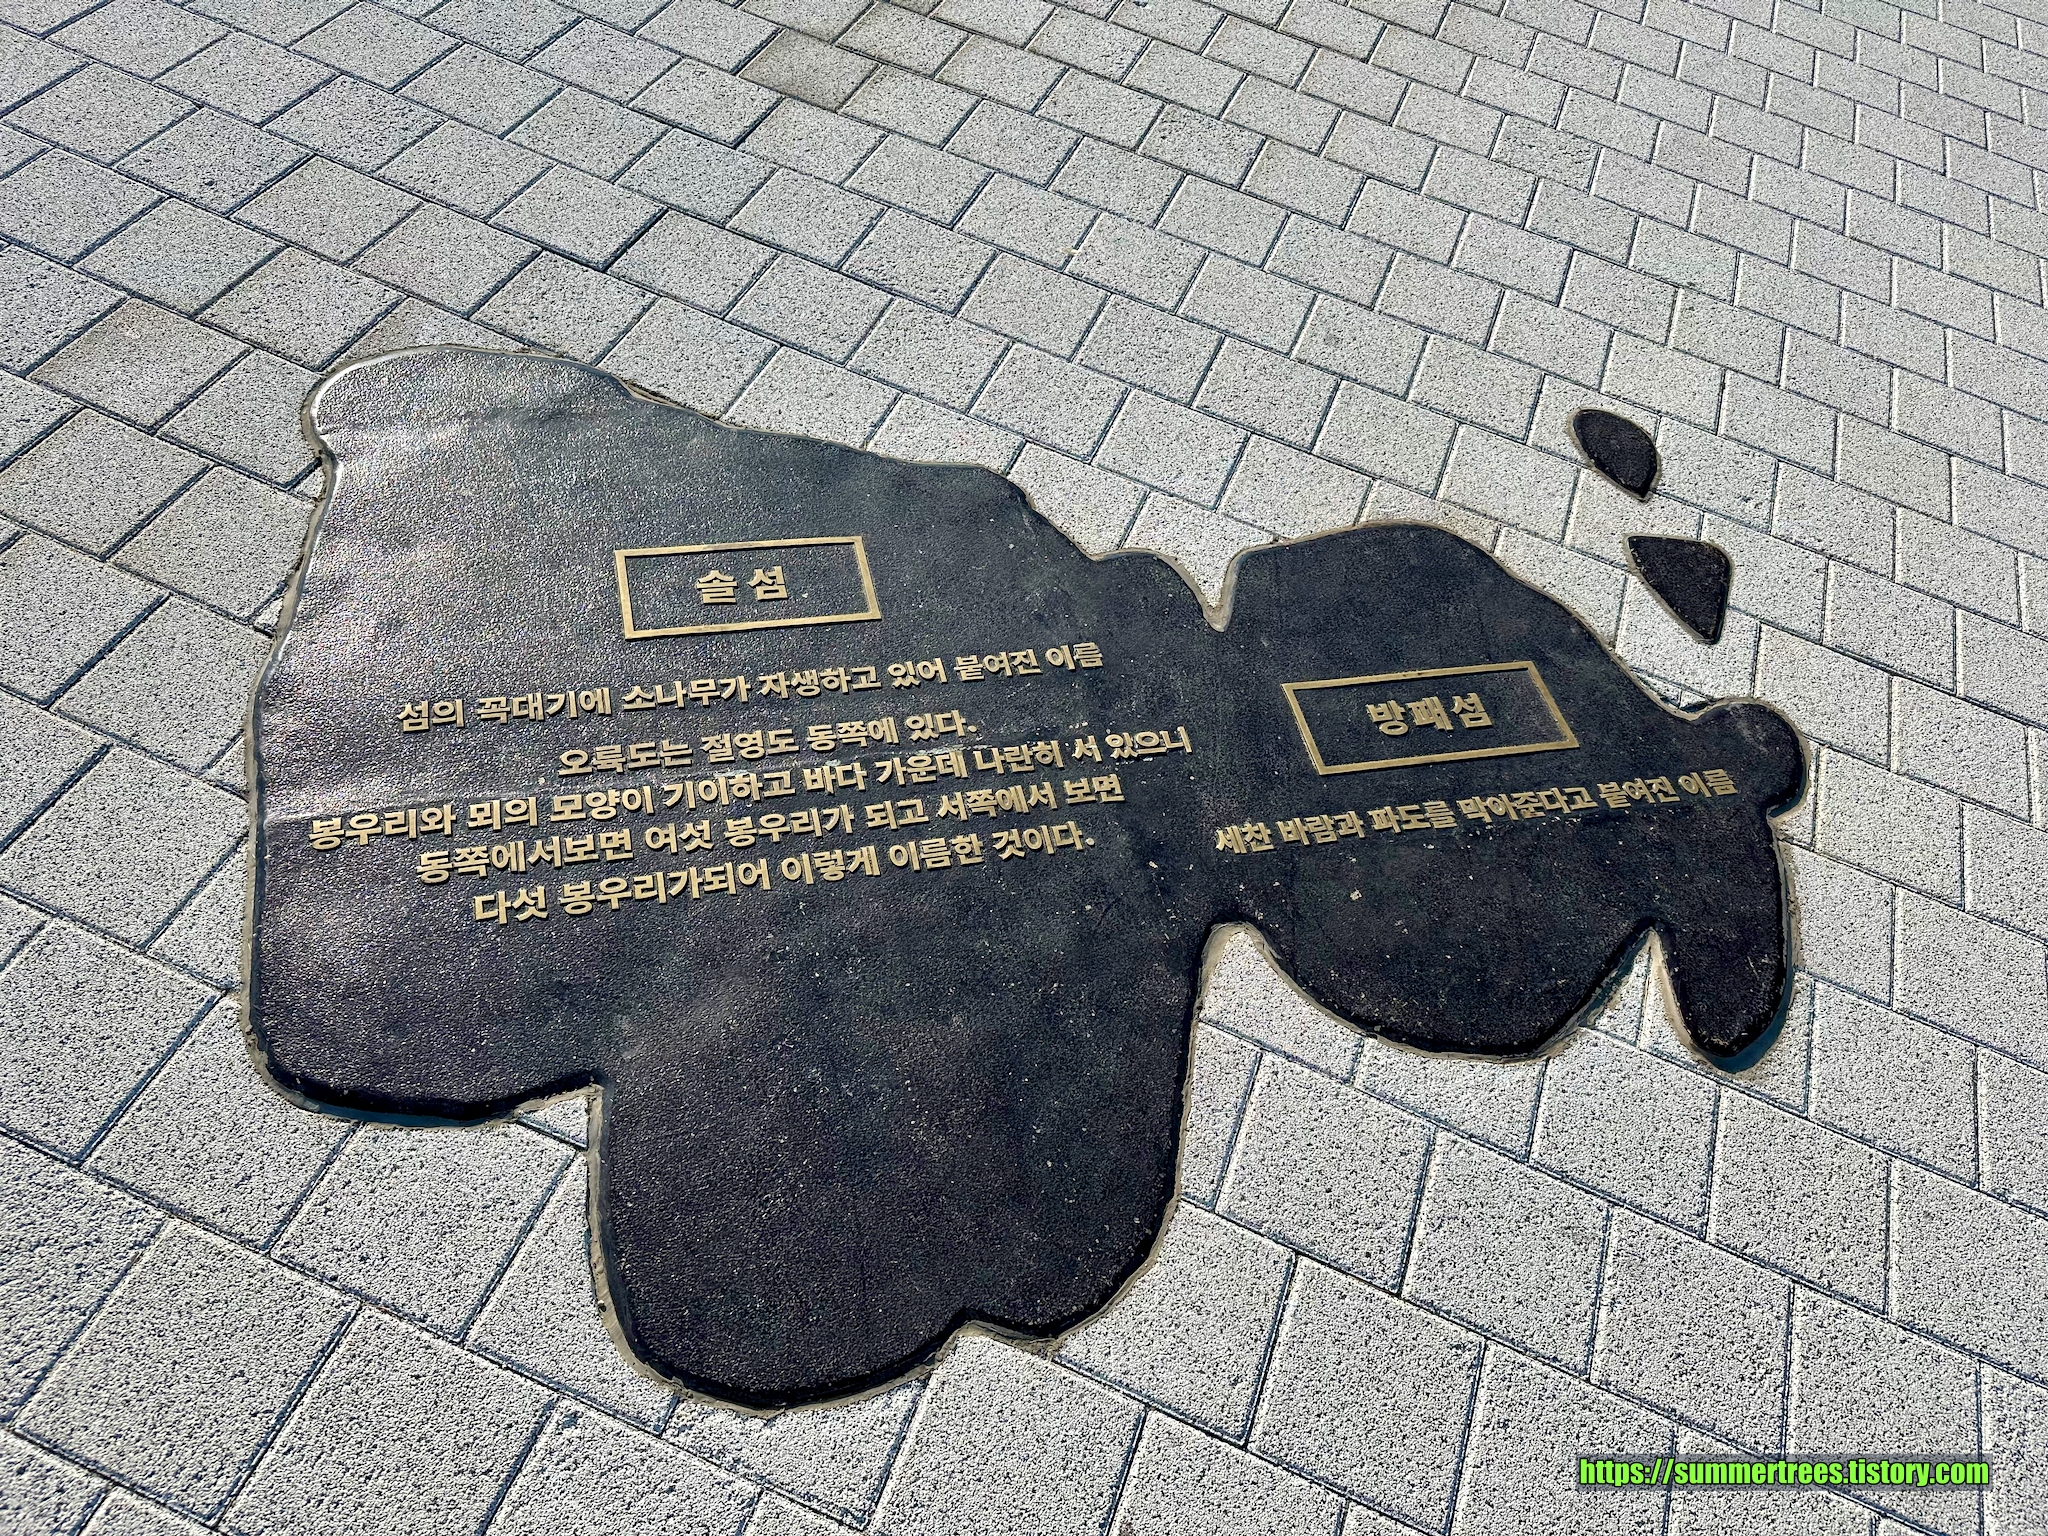 솔섬
섬의 꼭대기에 소나무가 자생하고 있어 붙여진 이름
오륙도는 절영도 동쪽에 있다.
봉우리와 뫼의 모양이 기이하고 바다 가운데 나란히 서 있으니
동쪽에서보면 여섯 봉우리가 되고 서쪽에서 보면
다섯 봉우리가되어 이렇게 이름한 것이다.
방패섬
세찬 바람과 파도를 막아준다고 붙여진 이름
https://summertrees.tistory.com